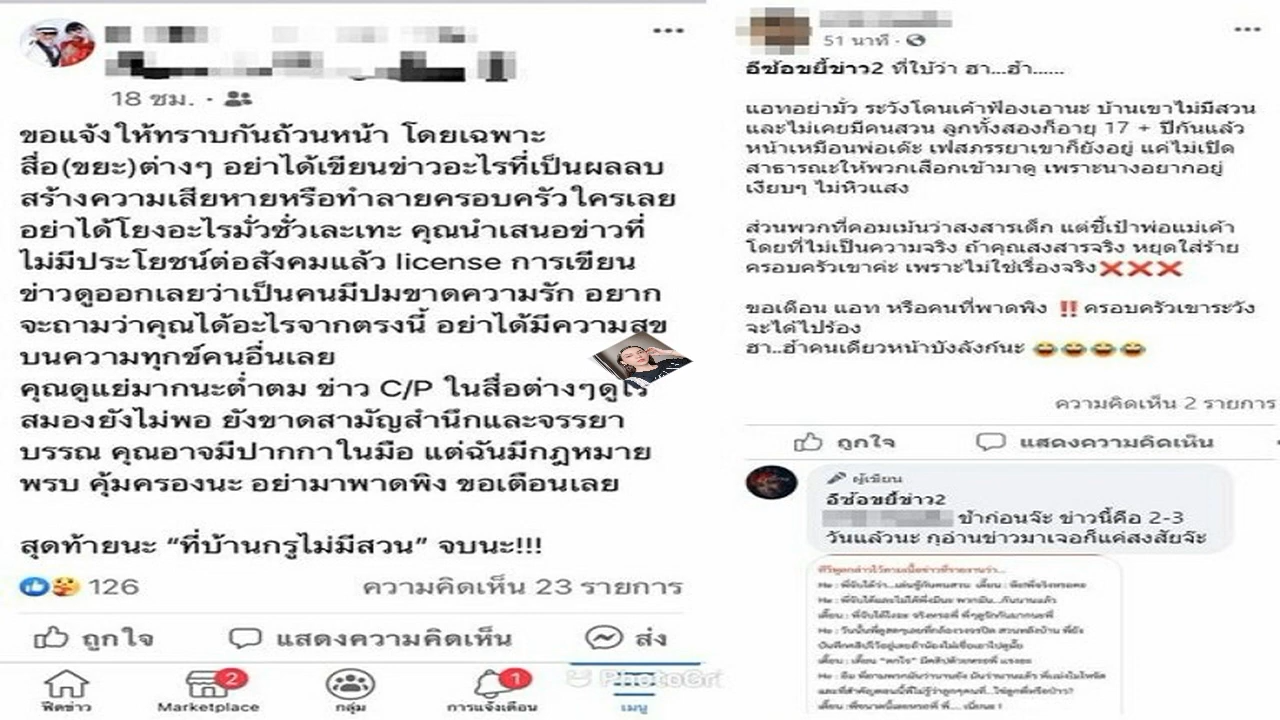 18 ชม.
ขอแจ้งให้ทราบกันถ้วนหน้า โดยเฉพาะ
สื่อ(ขยะ)ต่างๆ อย่าได้เขียนข่าวอะไรที่เป็นผลลบ
สร้างความเสียหายหรือทำลายครอบครัวใครเลย
อย่าได้โยงอะไรมั่วซั่วเละเทะ คุณนำเสนอข่าวที่
ไม่มีประโยชน์ต่อสังคมแล้ว license การเขียน
ข่าวดูออกเลยว่าเป็นคนมีปมขาดความรัก อยาก
จะถามว่าคุณได้อะไรจากตรงนี้ อย่าได้มีความสุข
บนความทุกข์คนอื่นเลย
คุณดูแย่มากนะต่ำตม ข่าว C/P ในสื่อต่างๆดูไร้
สมองยังไม่พอ ยังขาดสามัญสำนึกและจรรยา
บรรณ คุณอาจมีปากกาในมือ แต่ฉันมีกฎหมาย
พรบ คุ้มครองนะ อย่ามาพาดพิง ขอเตือนเลย
สุดท้ายนะ “ที่บ้านกรูไม่มีสวน” จบนะ!!!
126 ความคิดเห็น 23 รายการ
ถูกใจ แสดงความคิดเห็น ส่ง
2 1
ฟีดข่าว Marketplace กลุ่ม การแจ้งเตือน เมนู
PhotoGri
51 นาที
อีซ้อขยี้ข่าว2 ที่ใบ้ว่า ฮา...ฮ้า......
แอทอย่ามั่ว ระวังโดนเค้าฟ้องเอานะ บ้านเขาไม่มีสวน
และไม่เคยมีคนสวน ลูกทั้งสองก็อายุ 17 + ปีกันแล้ว
หน้าเหมือนพ่อเด๊ะ เฟสภรรยาเขาก็ยังอยู่ แค่ไม่เปิด
สาธารณะให้พวกเสือกเข้ามาดู เพราะนางอยากอยู่
เงียบๆ ไม่หิวแสง
ส่วนพวกที่คอมเม้นว่าสงสารเด็ก แต่ชี้เป้าพ่อแม่เค้า
โดยที่ไม่เป็นความจริง ถ้าคุณสงสารจริง หยุดใส่ร้าย
ครอบครัวเขาค่ะ เพราะไม่ใช่เรื่องจริง❌❌❌
ขอเตือน แอท หรือคนที่พาดพิง ‼️ครอบครัวเขาระวัง
จะได้ไปร้อง
ฮา..ฮ้าคนเดียวหน้าบังลังก์นะ 😂😂😂😂
ความคิดเห็น 2 รายการ
ถูกใจ แสดงความคิดเห็น
ผู้เขียน
อีซ้อขยี้ข่าว2
ช้าก่อนจ๊ะ ข่าวนี้คือ 2-3
วันแล้วนะ กุอ่านข่าวมาเจอก็แค่สงสัยจ๊ะ